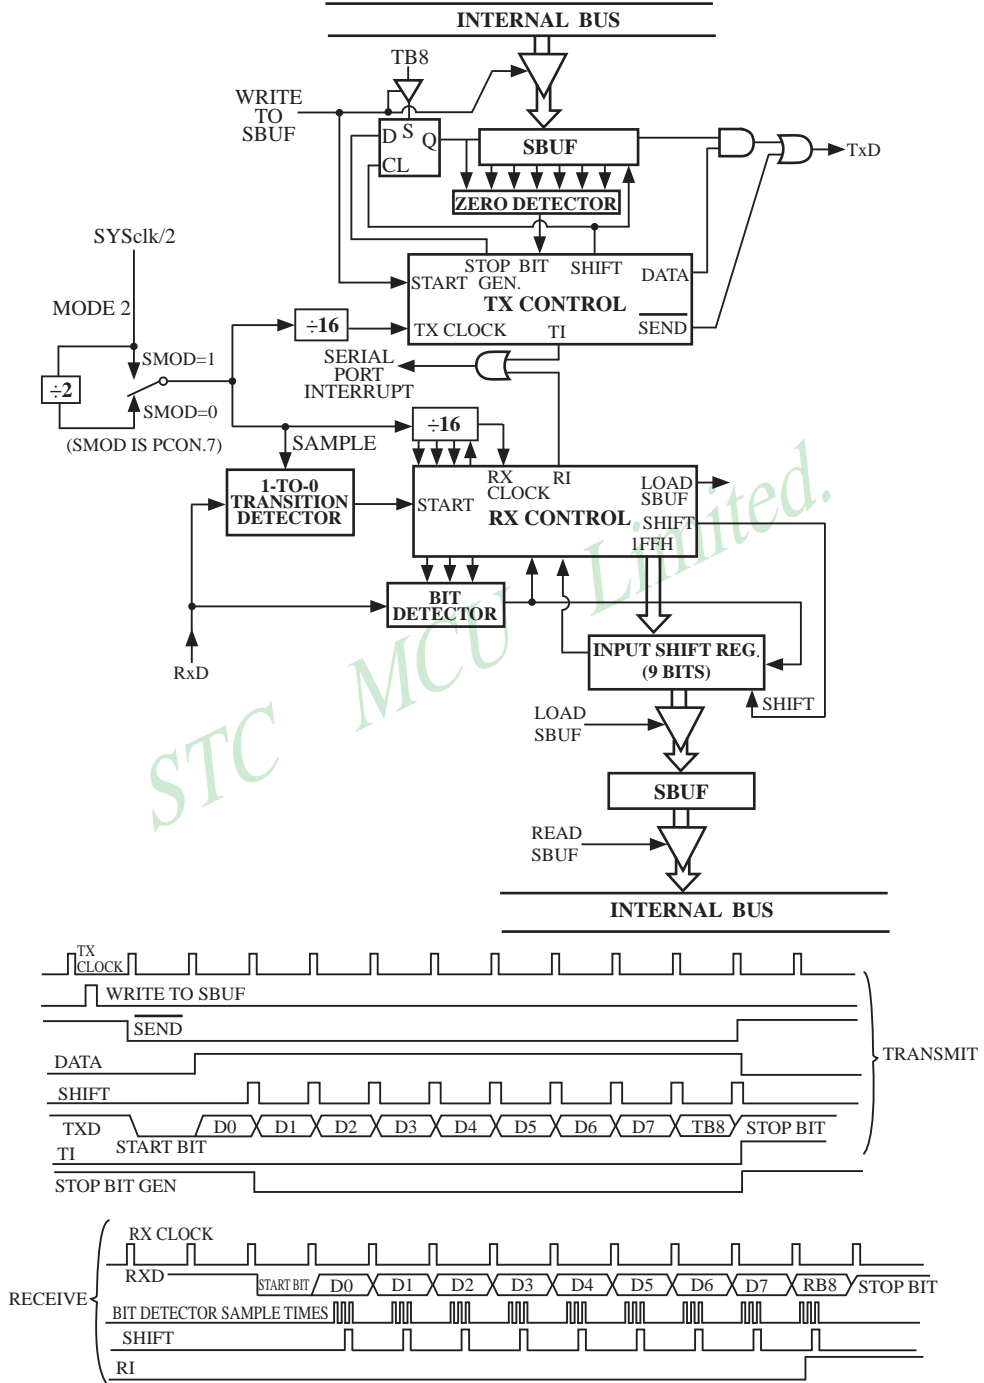 INTERNAL BUS
TB8
WRITE
TO
SBUF
D S Q
CL
SBUF
TxD
ZERO DETECTOR
SYSclk/2
STOP BIT SHIFT
GEN.
DATA
START
TX CONTROL
MODE 2
÷16
TX CLOCK TI SEND
SERIAL
PORT
INTERRUPT
SMOD=1
÷2
SMOD=0
(SMOD IS PCON.7)
SAMPLE
÷16
1-TO-0
TRANSITION
DETECTOR
RX
CLOCK
RI
LOAD
SBUF
START
RX CONTROL
SHIFT
1FFH
BIT
DETECTOR
RxD
INPUT SHIFT REG.
(9 BITS)
SHIFT
LOAD
SBUF
SBUF
READ
SBUF
INTERNAL BUS
STC MCU Limited.
TX
CLOCK
WRITE TO SBUF
SEND
DATA
TRANSMIT
SHIFT
TXD START BIT D0 D1 D2 D3 D4 D5 D6 D7 TB8 STOP BIT
TI
STOP BIT GEN
RX CLOCK
RXD START BIT D0 D1 D2 D3 D4 D5 D6 D7 RB8 STOP BIT
RECEIVE
BIT DETECTOR SAMPLE TIMES
SHIFT
RI